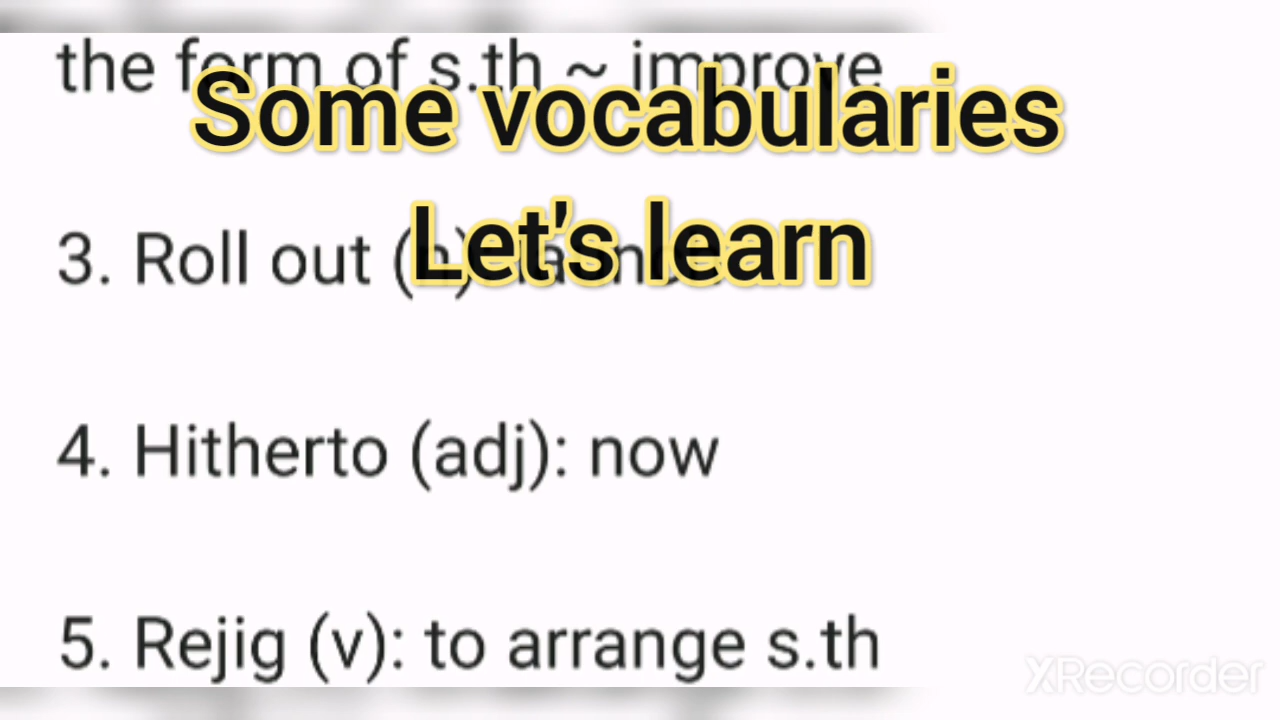 the form of s.th ~ improve
Some vocabularies
Let's learn
3. Roll out (n)
4. Hitherto (adj): now
5. Rejig (v): to arrange s.th
XRecorder